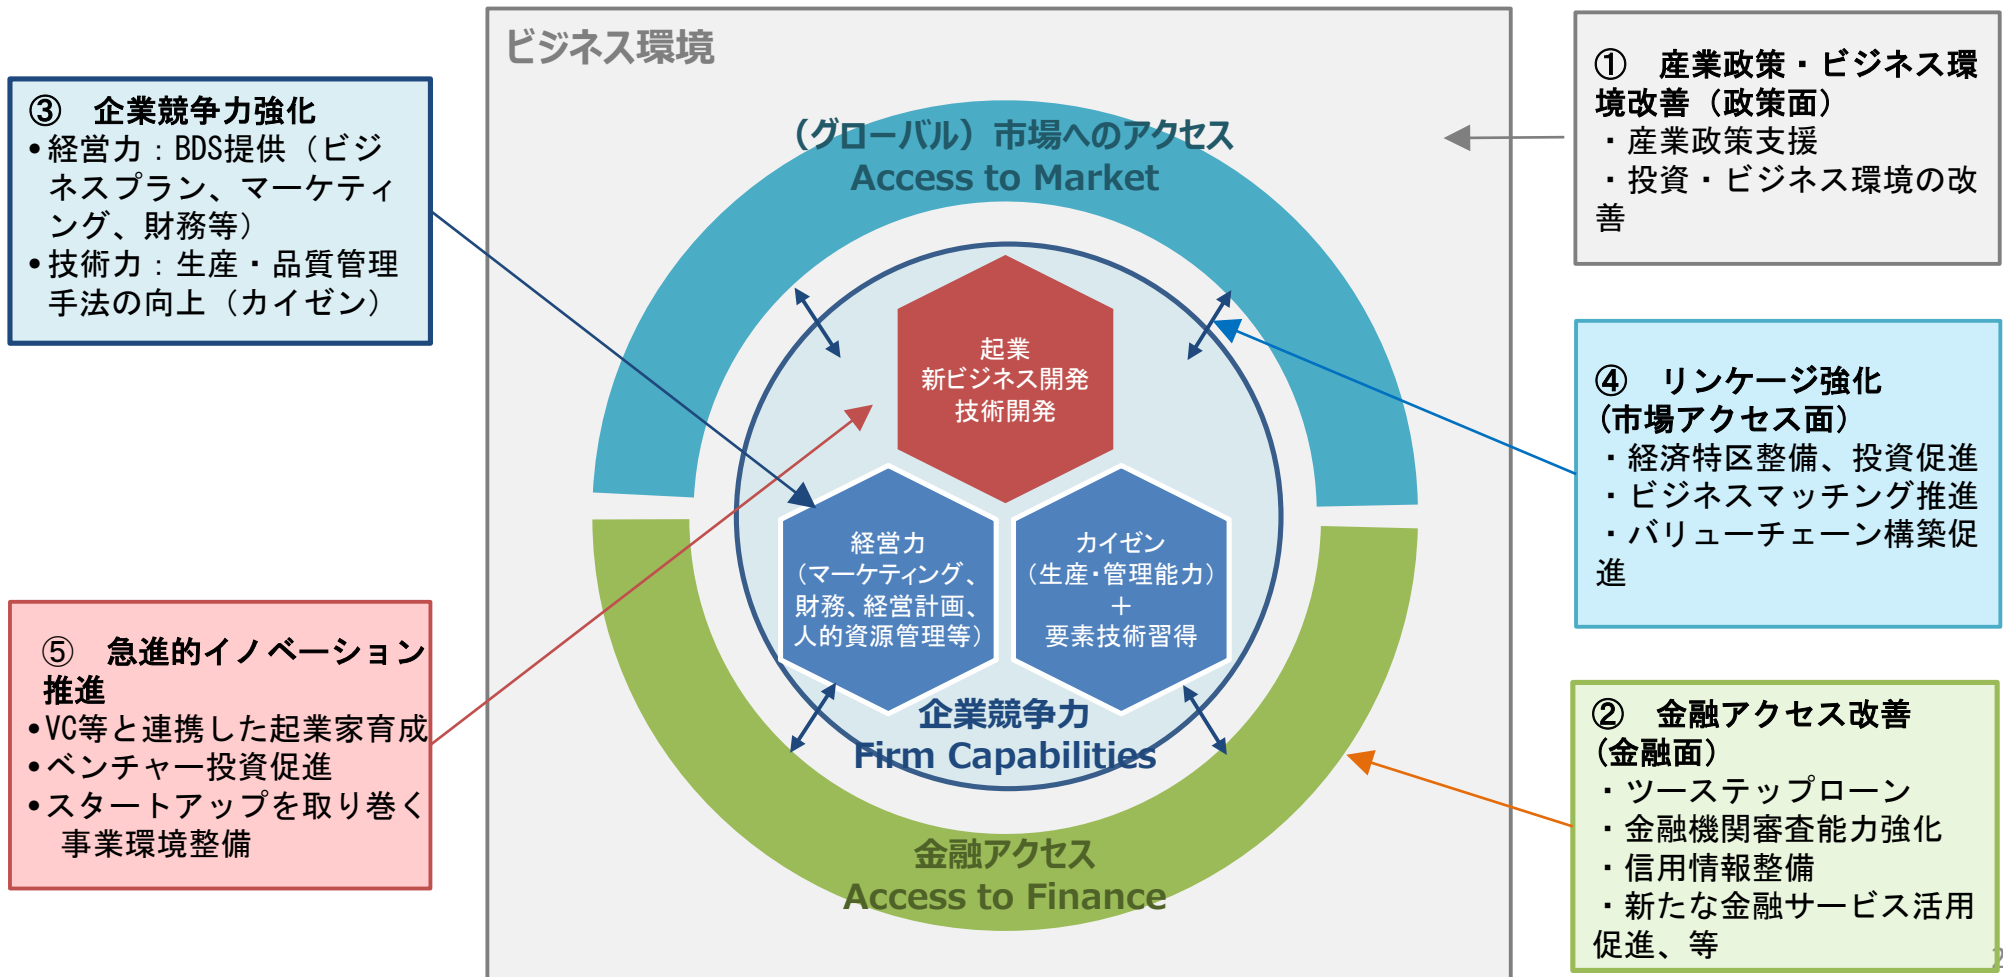 ビジネス環境
③　企業競争力強化
•経営力：BDS提供（ビジ
ネスプラン、マーケティ
ング、財務等）
•技術力：生産・品質管理
手法の向上（カイゼン）
⑤　急進的イノベーション
推進
•VC等と連携した起業家育成
•ベンチャー投資促進
•スタートアップを取り巻く
事業環境整備
（グローバル）市場へのアクセス
Access to Market
起業
新ビジネス開発
技術開発
経営力
（マーケティング、
財務、経営計画、
人的資源管理等）
カイゼン
（生産・管理能力）
＋
要素技術習得
企業競争力
Firm Capabilities
金融アクセス
Access to Finance
①　産業政策・ビジネス環
境改善（政策面）
・産業政策支援
・投資・ビジネス環境の改
善
④　リンケージ強化
(市場アクセス面）
・経済特区整備、投資促進
・ビジネスマッチング推進
・バリューチェーン構築促
進
②　金融アクセス改善
(金融面）
・ツーステップローン
・金融機関審査能力強化
・信用情報整備
・新たな金融サービス活用
促進、等
2